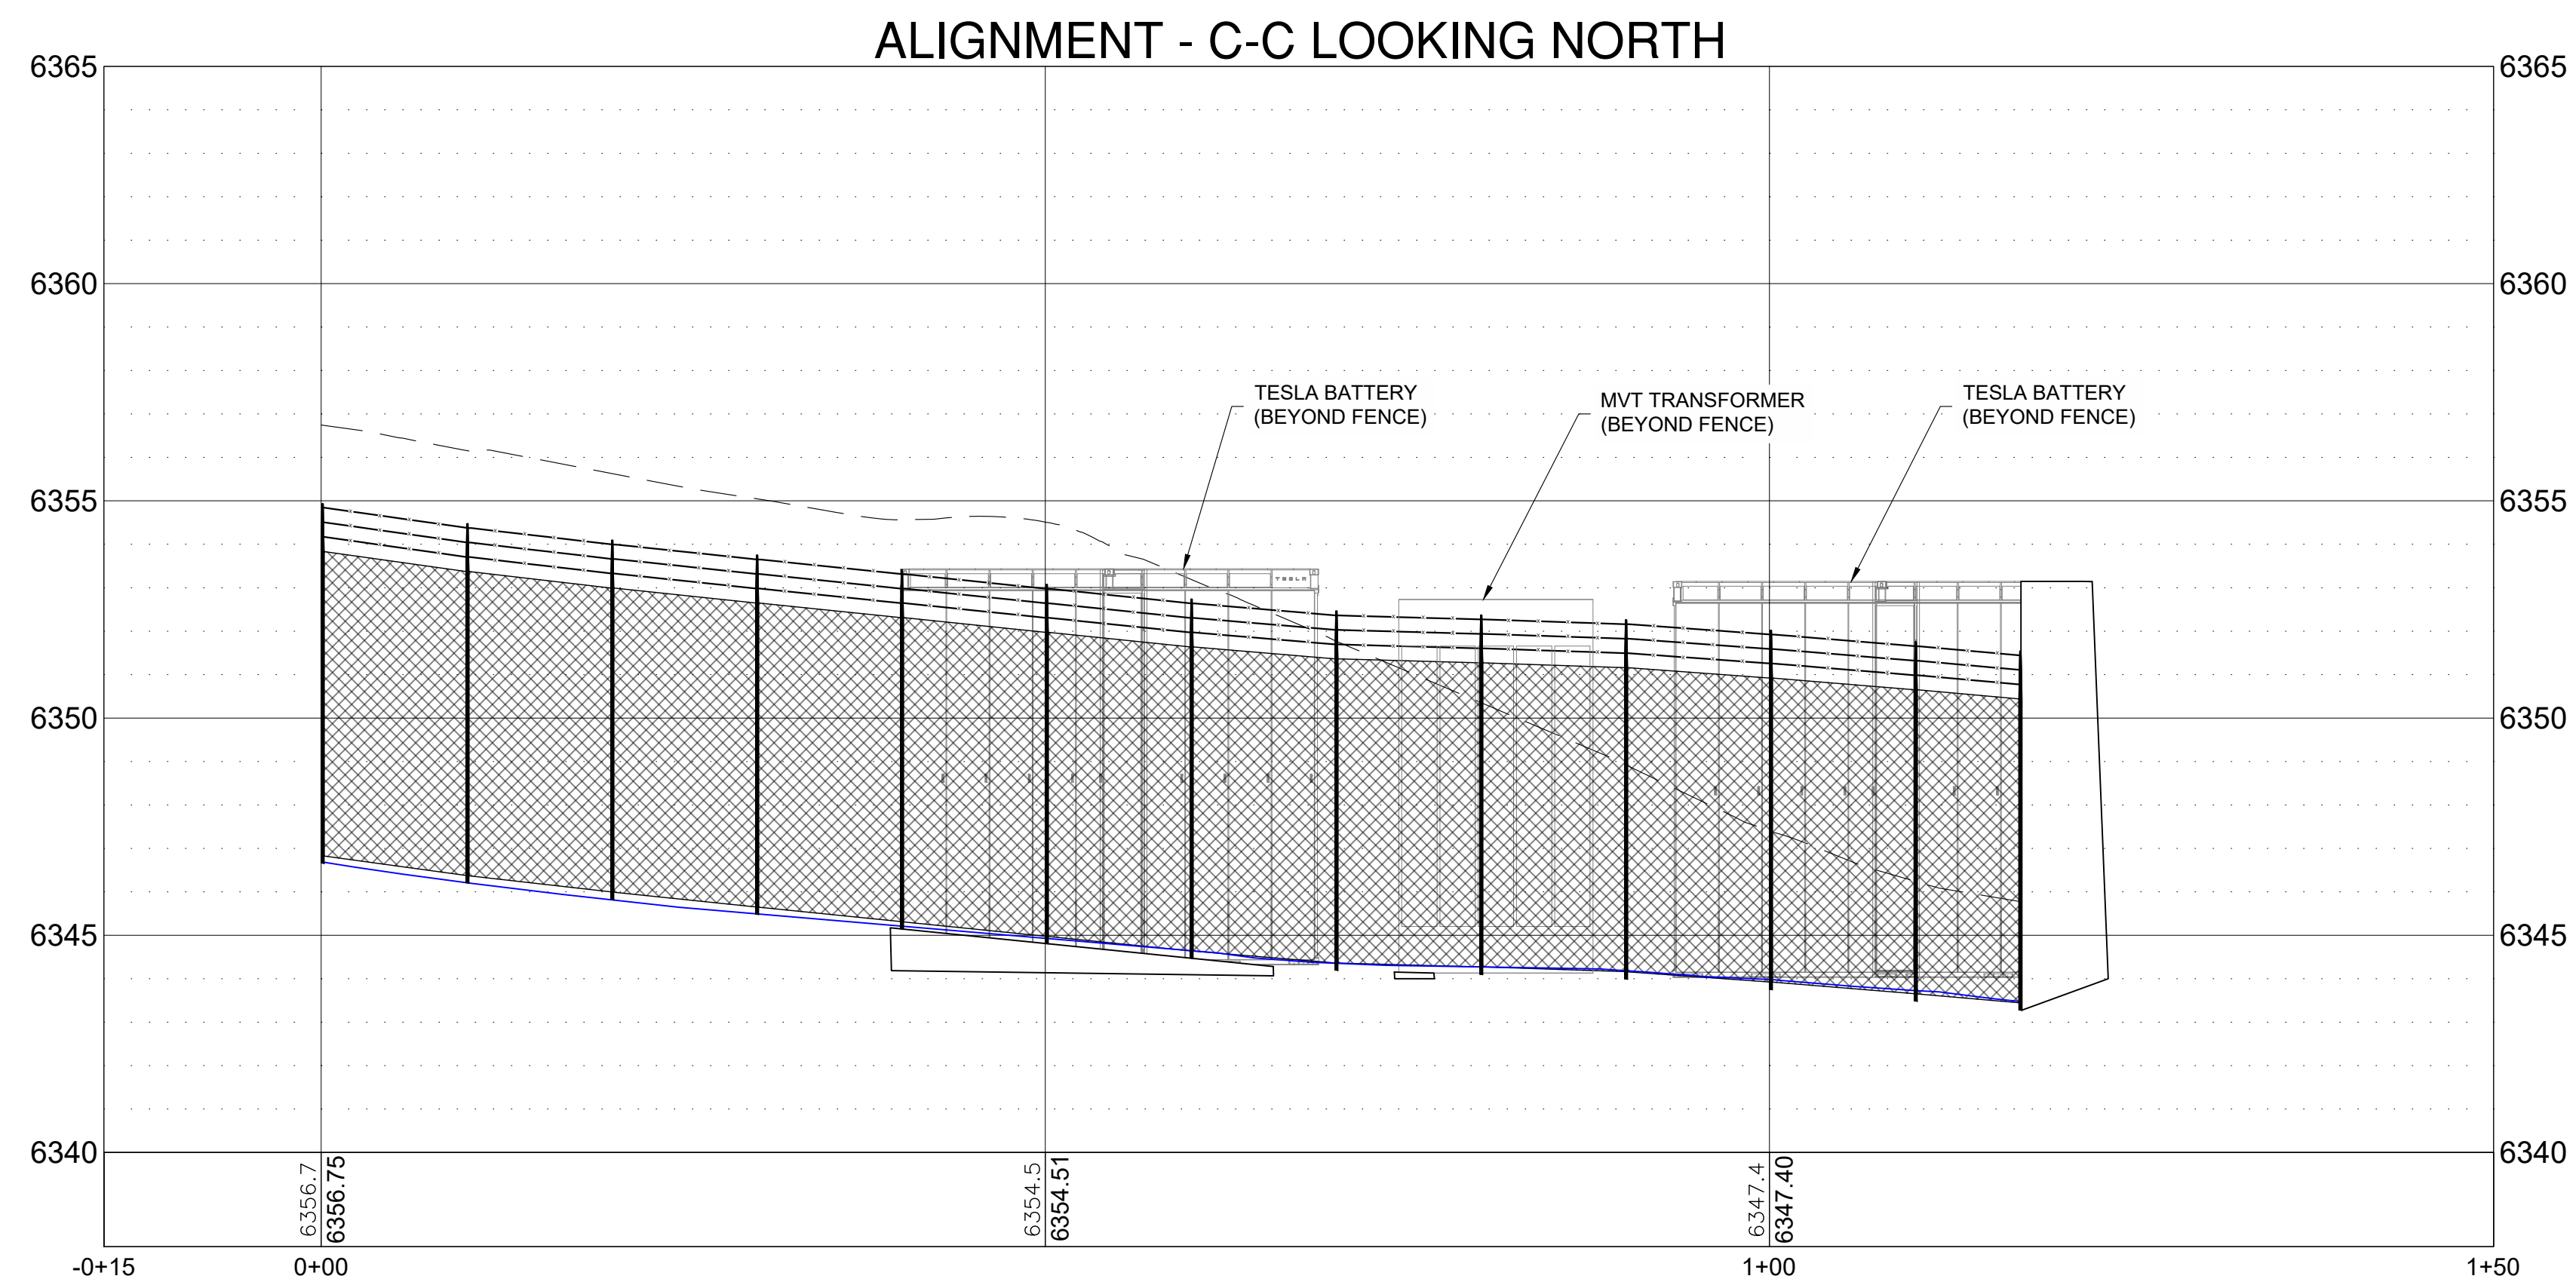 ALIGNMENT - C-C LOOKING NORTH
6365 6365
6360 6360
TESLA BATTERY
(BEYOND FENCE)
MVT TRANSFORMER
(BEYOND FENCE)
TESLA BATTERY
(BEYOND FENCE)
6355 6355
TESLA
6350 6350
6345 6345
6340 6340
6356.7
6356.75
6354.5
6354.51
6347.4
6347.40
-0+15 0+00 1+00 1+50